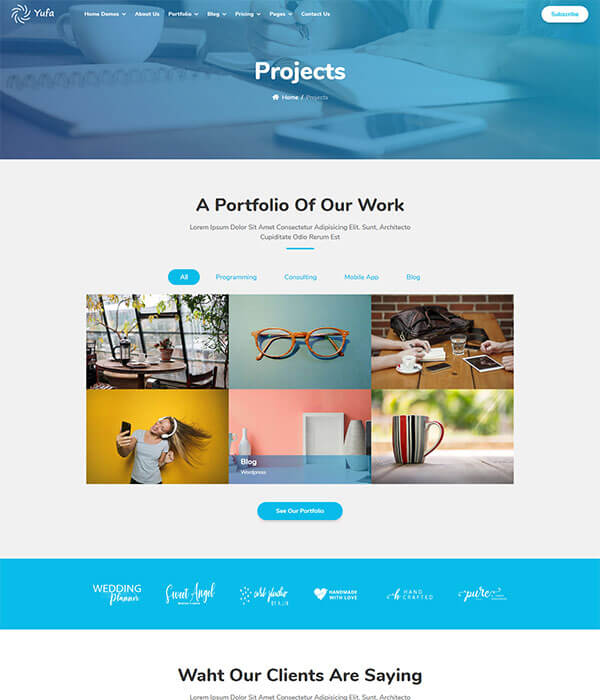 Yufa
Home Demos
About Us
Portfolio
Blog
Pricing
Pages
Contact Us
Subscribe
Projects
Home / Projects
A Portfolio Of Our Work
Lorem Ipsum Dolor Sit Amet Consectetur Adipisicing Elit. Sunt, Architecto
Cupiditate Odio Rerum Est
All
Programming
Consulting
Mobile App
Blog
Blog
Wordpress
See Our Portfolio
WEDDING
Planner
Sweet Angel
HANDMADE
WITH LOVE
HAND
CRAFTED
pure
Waht Our Clients Are Saying
Lorem Ipsum Dolor Sit Amet Consectetur Adipisicing Elit. Sunt, Architecto